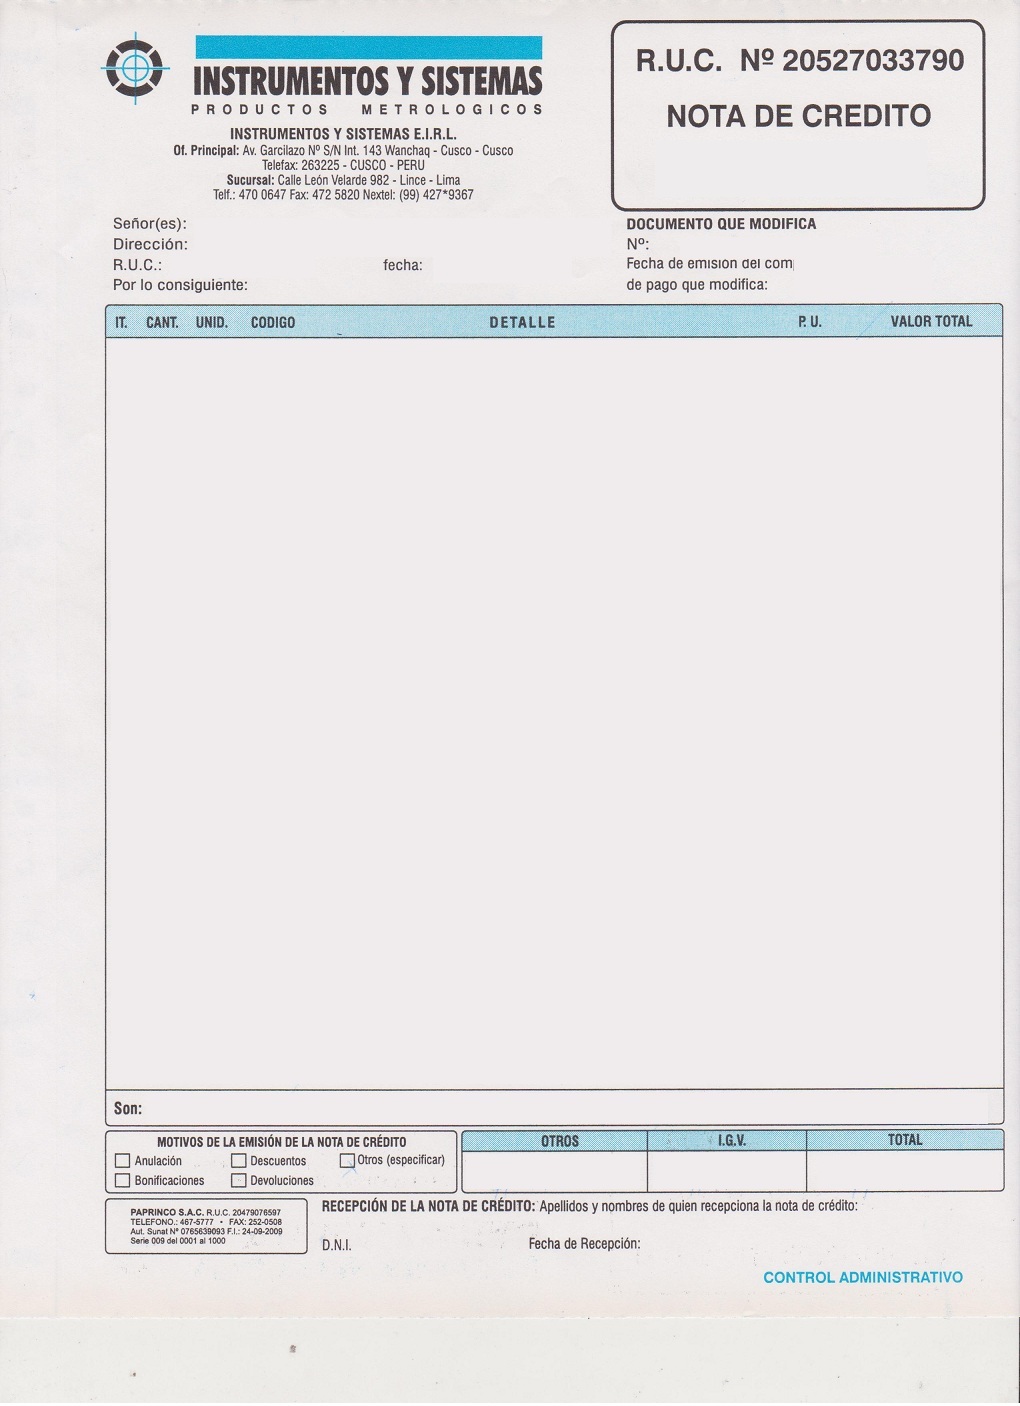 INSTRUMENTOS Y SISTEMAS
PRODUCTOS METROLOGICOS
INSTRUMENTOS Y SISTEMAS E.I.R.L.
Of. Principal: Av. Garcilazo Nº S/N Int. 143 Wanchaq - Cusco - Cusco
Telefax: 263225 - CUSCO - PERU
Sucursal: Calle León Velarde 982 - Lince - Lima
Telf.: 470 0647 Fax: 472 5820 Nextel: (99) 427*9367
R.U.C. Nº 20527033790
NOTA DE CREDITO
Señor(es):
Dirección:
R.U.C.: fecha:
Por lo consiguiente:
DOCUMENTO QUE MODIFICA
Nº:
Fecha de emision del com
de pago que modifica:
IT. CANT. UNID. CODIGO DETALLE P. U. VALOR TOTAL
Son:
MOTIVOS DE LA EMISIÓN DE LA NOTA DE CRÉDITO
Anulación Descuentos Otros (especificar)
Bonificaciones Devoluciones
OTROS I.G.V. TOTAL
PAPRINCO S.A.C. R.U.C. 20479076597
TELEFONO.: 467-5777 • FAX: 252-0508
Aut. Sunat Nº 0765639093 F.I.: 24-09-2009
Serie 009 del 0001 al 1000
RECEPCIÓN DE LA NOTA DE CRÉDITO: Apellidos y nombres de quien recepciona la nota de crédito:
D.N.I. Fecha de Recepción:
CONTROL ADMINISTRATIVO